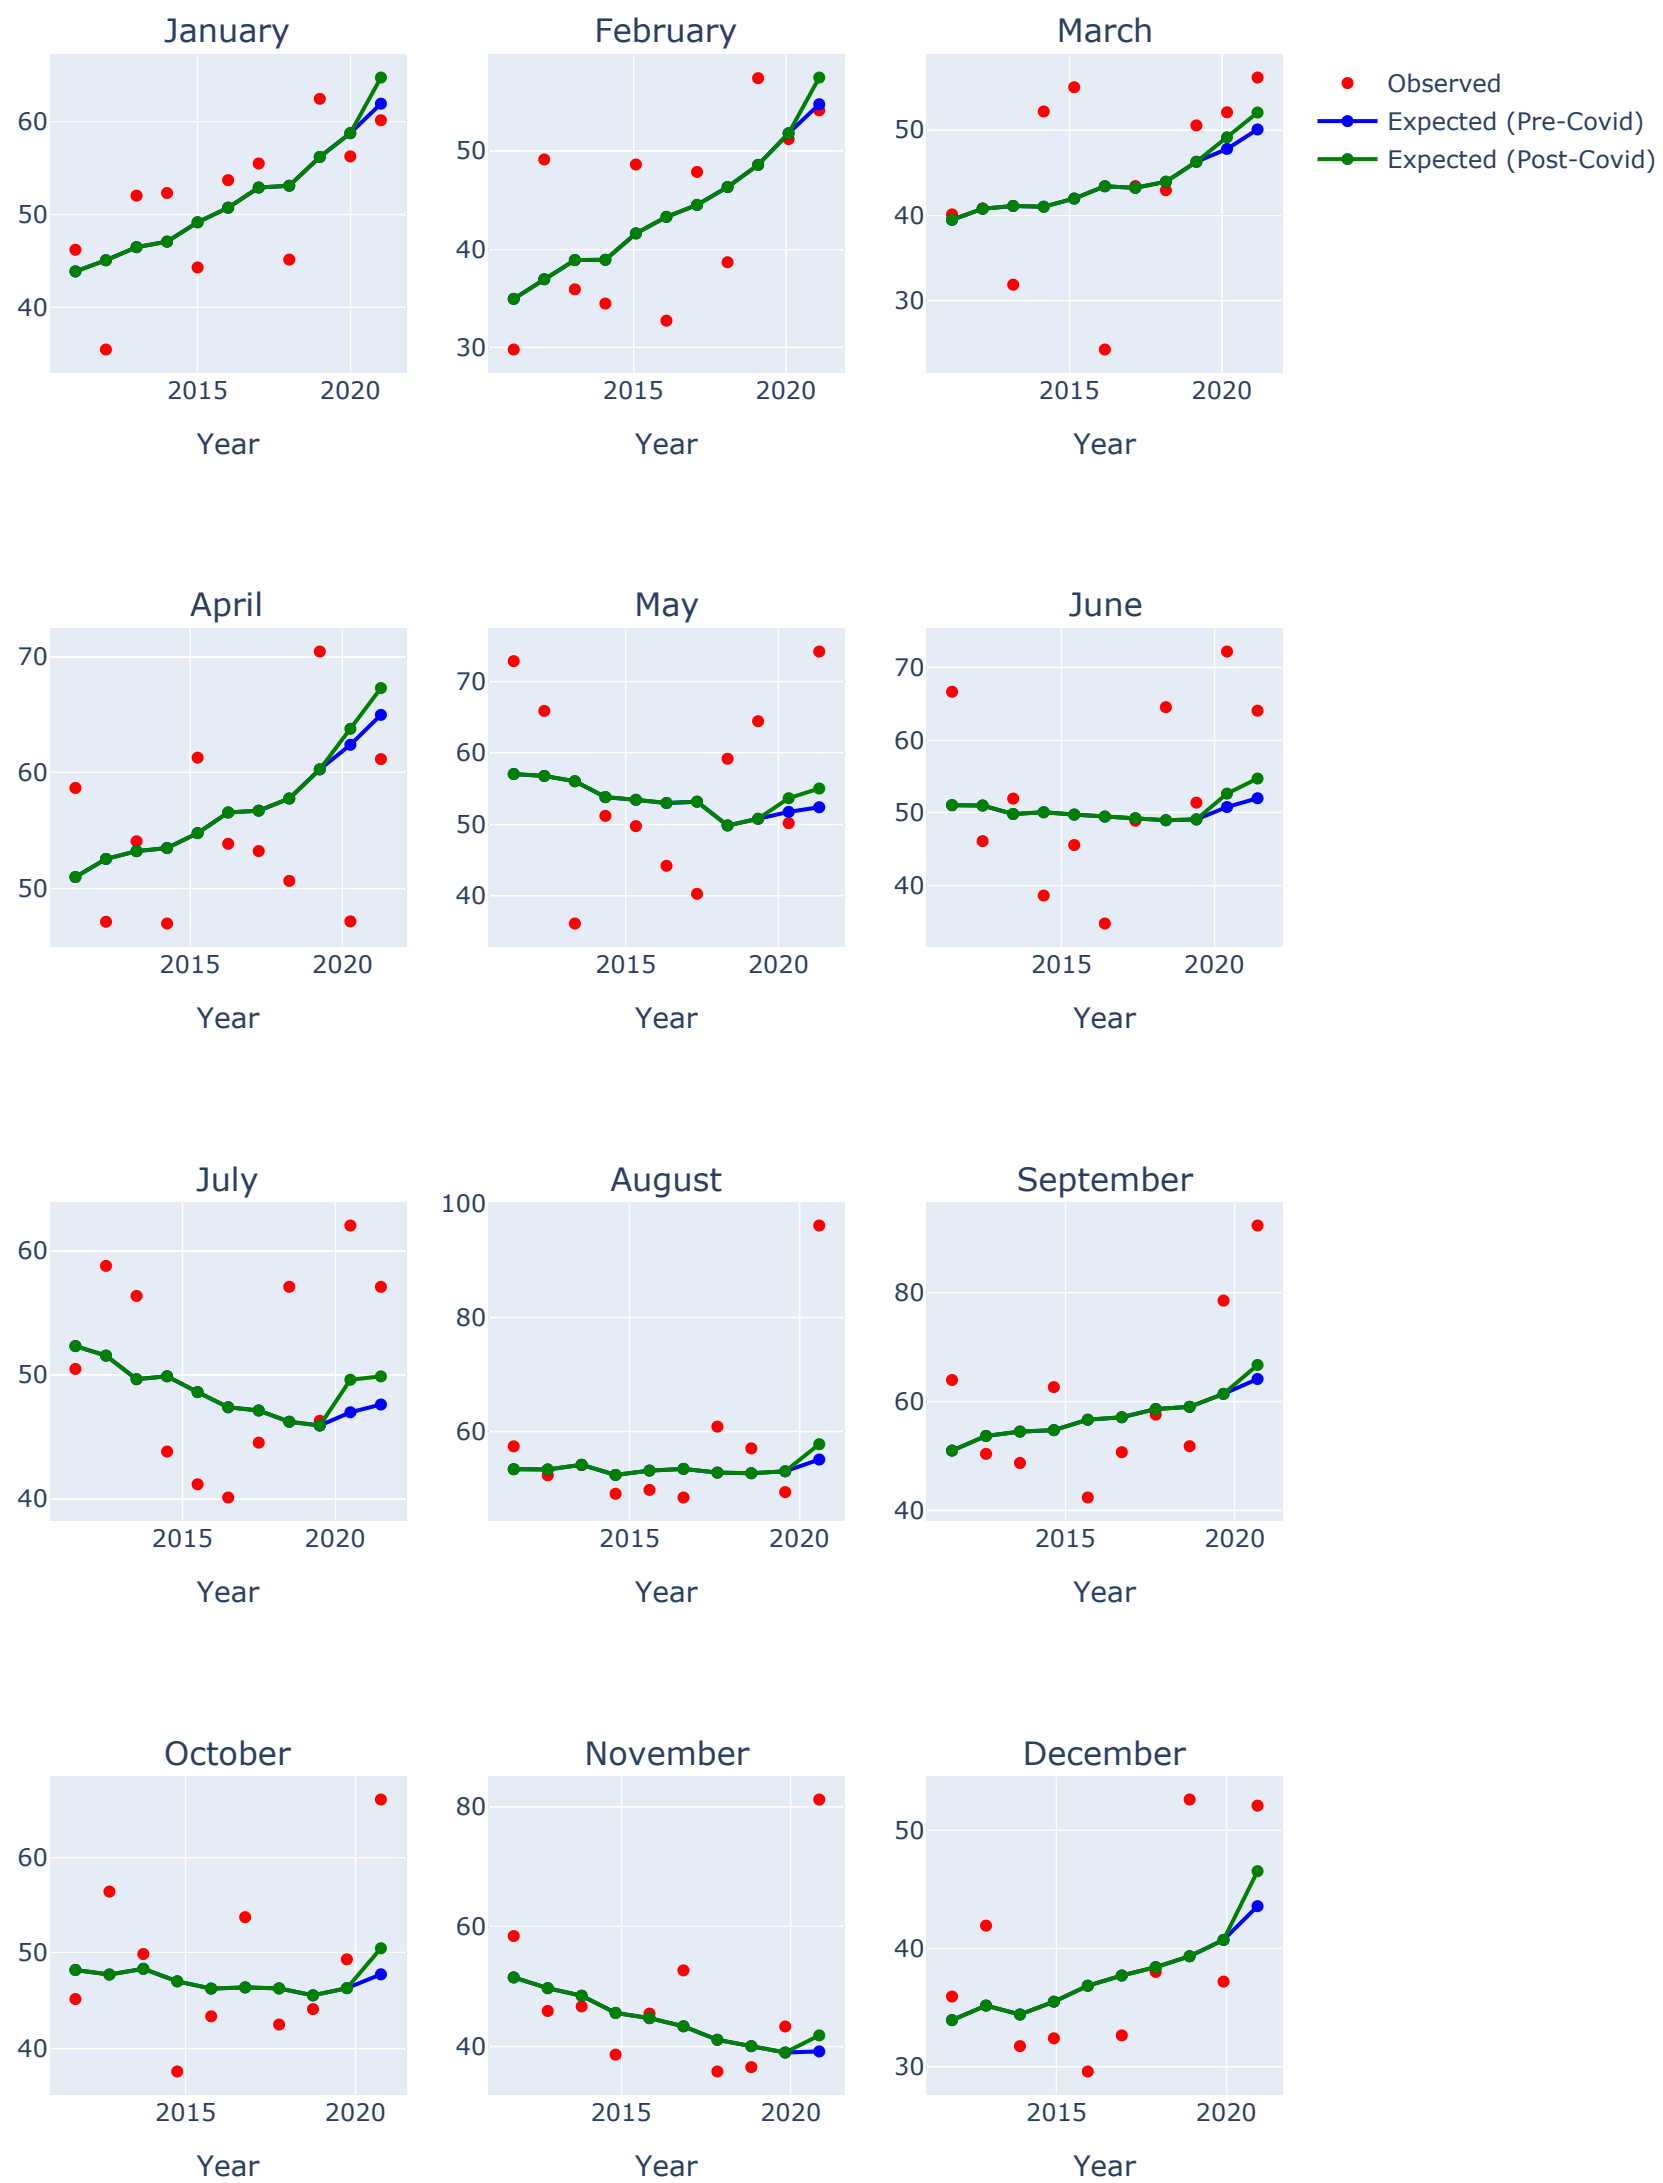 January February March
Observed
Expected (Pre-Covid)
Expected (Post-Covid)
60
50
40
50
40
30
50
40
30
2015 2020 2015 2020 2015 2020
Year Year Year
April May June
70
60
50
70
60
50
40
70
60
50
40
2015 2020 2015 2020 2015 2020
Year Year Year
July August September
60
50
40
100
80
60
80
60
40
2015 2020 2015 2020 2015 2020
Year Year Year
October November December
60
50
40
80
60
40
50
40
30
2015 2020 2015 2020 2015 2020
Year Year Year